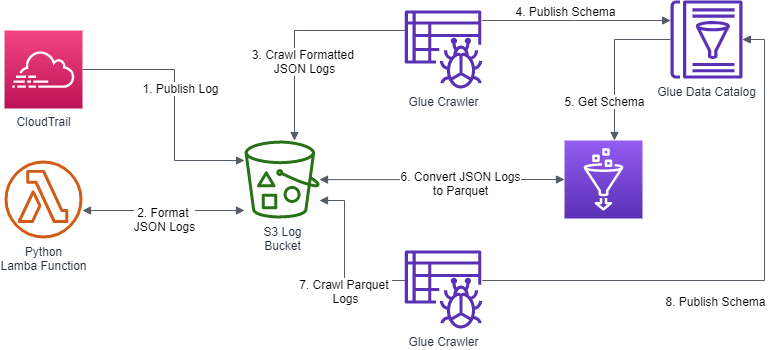 4. Publish Schema
3. Crawl Formatted
JSON Logs
1. Publish Log
Glue Crawler
Glue Data Catalog
5. Get Schema
CloudTrail
6. Convert JSON Logs
to Parquet
2. Format
JSON Logs
S3 Log
Bucket
Python
Lamba Function
7. Crawl Parquet
Logs
8. Publish Schema
Glue Crawler